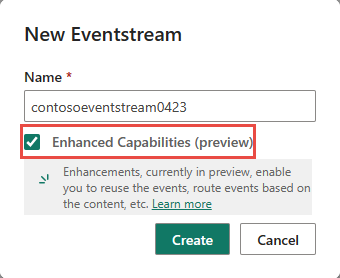 New Eventstream
Name *
contosoeventstream0423
Enhanced Capabilities (preview)
Enhancements, currently in preview, enable
you to reuse the events, route events based on
the content, etc. Learn more
Create Cancel